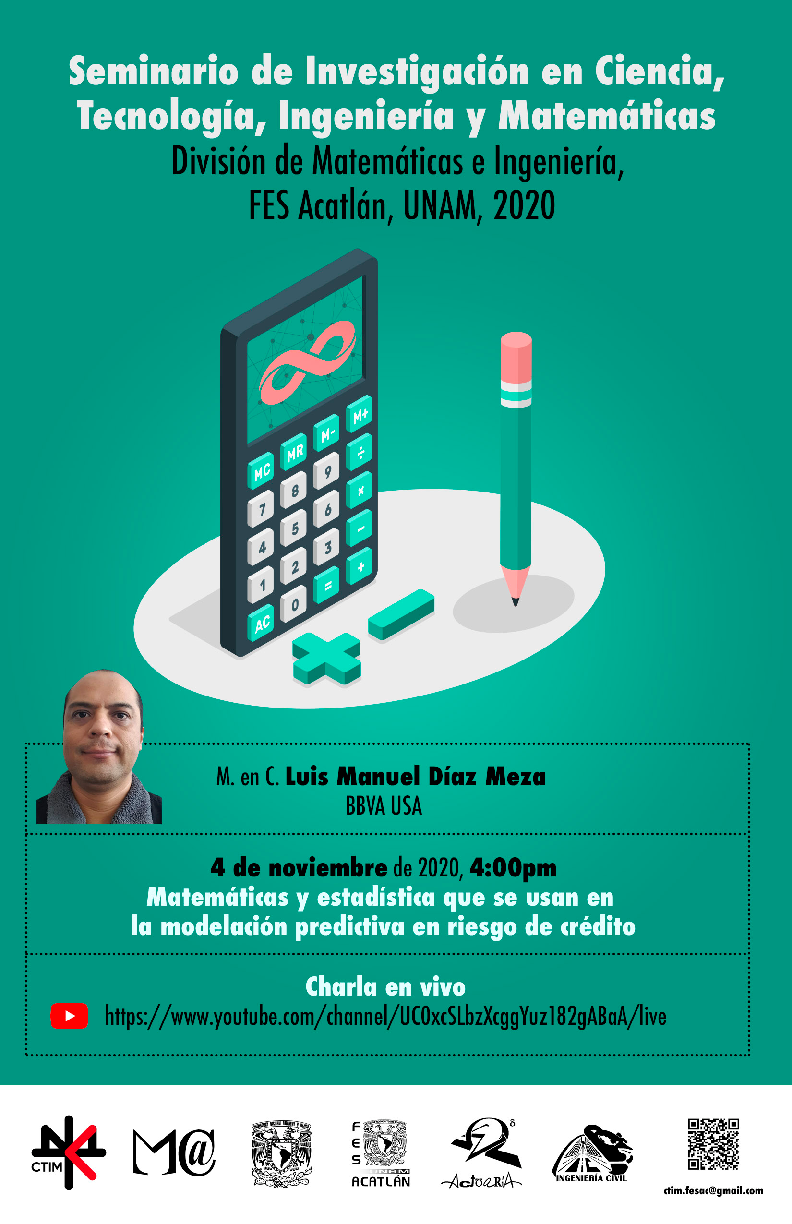 Seminario de Investigación en Ciencia,
Tecnología, Ingeniería y Matemáticas
División de Matemáticas e Ingeniería,
FES Acatlán, UNAM, 2020
MC MR M- M+
7 8 9 ÷
4 5 6 ×
1 2 3 −
AC 0 = +
M. en C. Luis Manuel Díaz Meza
BBVA USA
4 de noviembre de 2020, 4:00pm
Matemáticas y estadística que se usan en
la modelación predictiva en riesgo de crédito
Charla en vivo
https://www.youtube.com/channel/UC0xcSLbzXcggYuz182gABaA/live
CTIM
M@
FES
ACATLÁN
ActuarıA
INGENIERÍA CIVIL
ctim.fesac@gmail.com